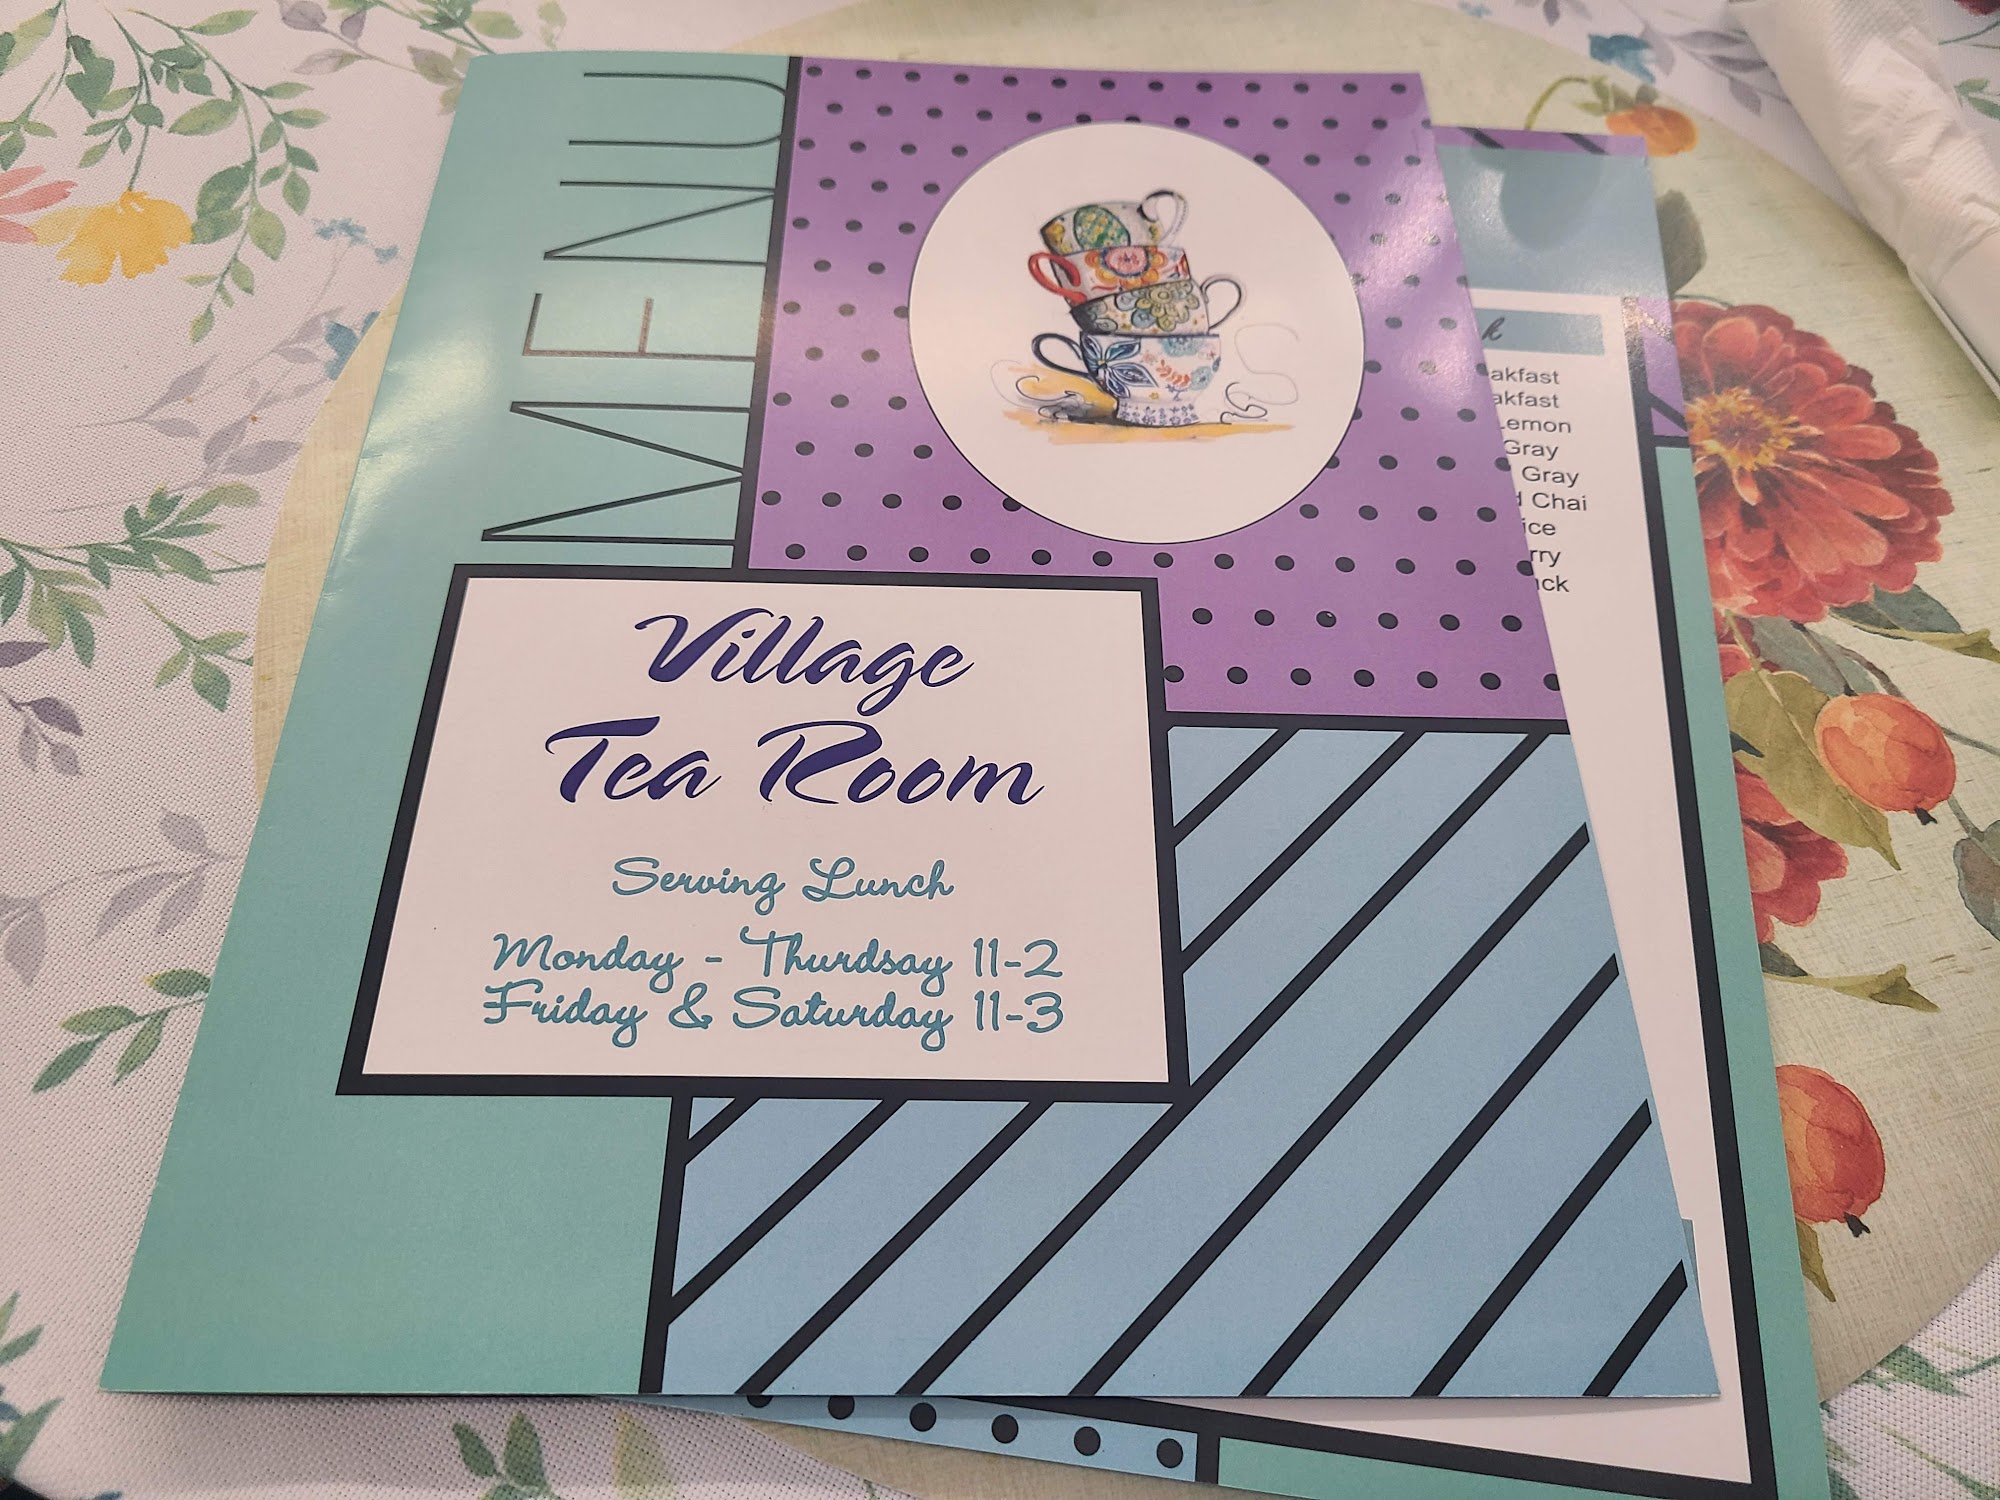 MENU
Village
Tea Room
Serving Lunch
Monday - Thurdsay 11-2
Friday & Saturday 11-3
k
akfast
akfast
Lemon
Gray
Gray
d Chai
ice
rry
ick